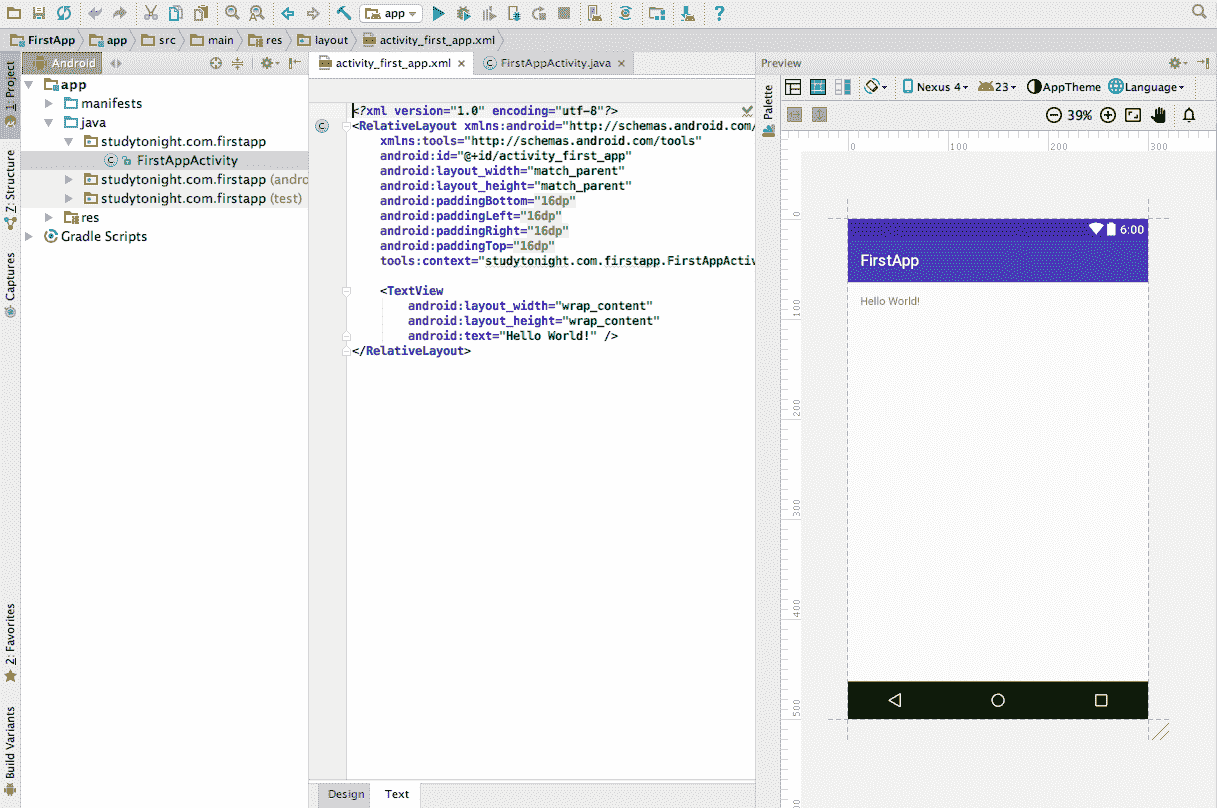 app
FirstApp app src main res layout activity_first_app.xml
Android
activity_first_app.xml FirstAppActivity.java
Preview
1: Project
Z: Structure
Captures
2: Favorites
Build Variants
app
manifests
java
studytonight.com.firstapp
FirstAppActivity
studytonight.com.firstapp (andro
studytonight.com.firstapp (test)
res
Gradle Scripts
<?xml version="1.0" encoding="utf-8"?>
<RelativeLayout xmlns:android="http://schemas.android.com/
xmlns:tools="http://schemas.android.com/tools"
android:id="@+id/activity_first_app"
android:layout_width="match_parent"
android:layout_height="match_parent"
android:paddingBottom="16dp"
android:paddingLeft="16dp"
android:paddingRight="16dp"
android:paddingTop="16dp"
tools:context="studytonight.com.firstapp.FirstAppActiv
<TextView
android:layout_width="wrap_content"
android:layout_height="wrap_content"
android:text="Hello World!" />
</RelativeLayout>
Design Text
Palette
Nexus 4 23 AppTheme Language
39%
0 100 200 300
0
100
200
300
400
500
6:00
FirstApp
Hello World!